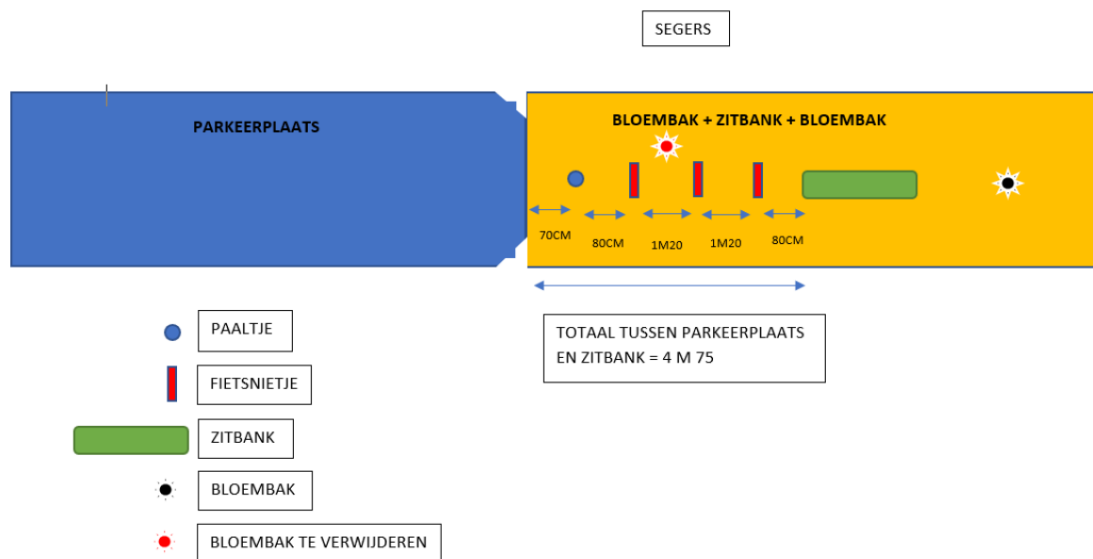 SEGERS
PARKEERPLAATS
BLOEMBAK + ZITBANK + BLOEMBAK
70CM
80CM
1M20
1M20
80CM
TOTAAL TUSSEN PARKEERPLAATS
EN ZITBANK = 4 M 75
PAALTJE
FIETSNIETJE
ZITBANK
BLOEMBAK
BLOEMBAK TE VERWIJDEREN